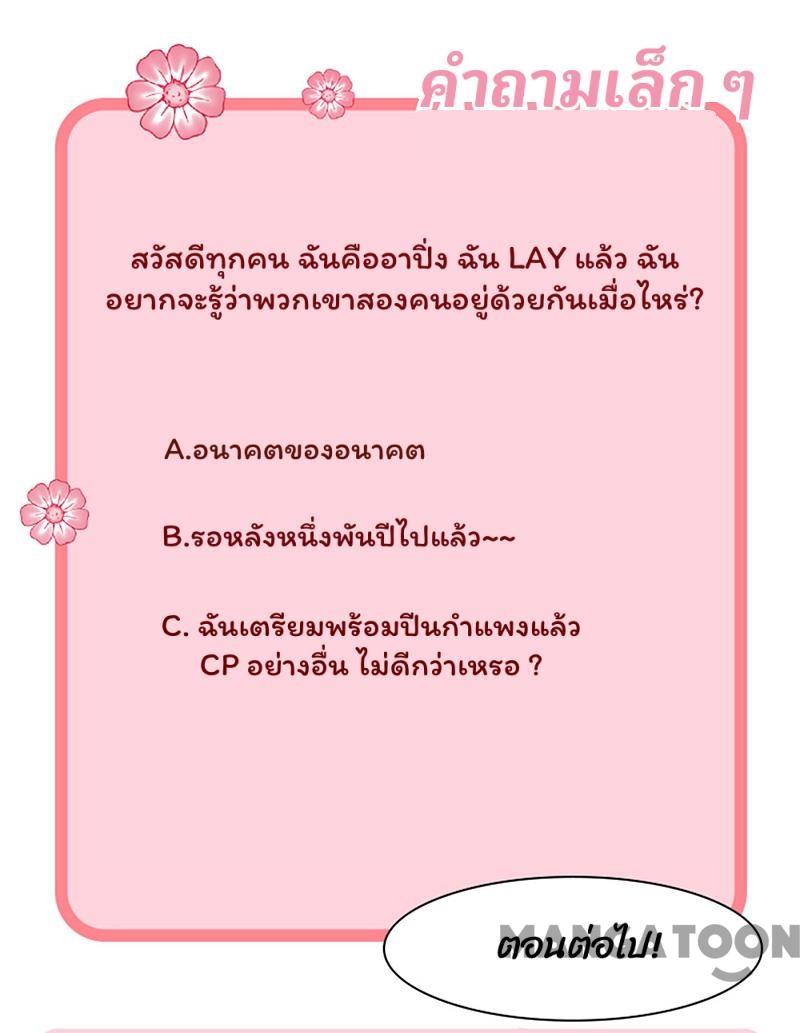 คำถามเล็ก ๆ
สวัสดีทุกคน ฉันคืออาปิ่ง ฉัน LAY แล้ว ฉัน
อยากจะรู้ว่าพวกเขาสองคนอยู่ด้วยกันเมื่อไหร่?
A.อนาคตของอนาคต
B.รอหลังหนึ่งพันปีไปแล้ว~~
C. ฉันเตรียมพร้อมปีนกำแพงแล้ว
CP อย่างอื่น ไม่ดีกว่าเหรอ ?
ตอนต่อไป!
MANGATOON